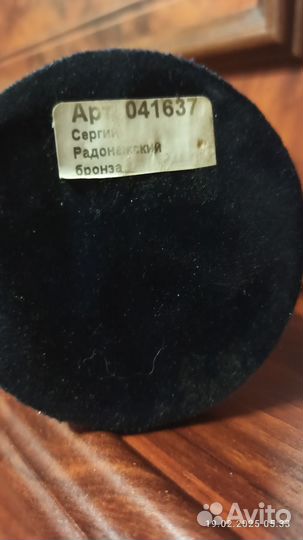 Арт 041637
Сергий
Радонежский
бронза
Avito
19.02.2025 05:33